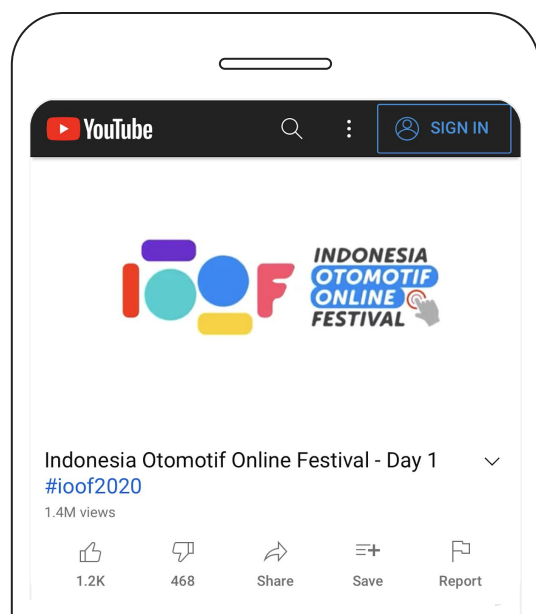 YouTube SIGN IN
IOOF
INDONESIA
OTOMOTIF
ONLINE
FESTIVAL
Indonesia Otomotif Online Festival - Day 1
#ioof2020
1.4M views
1.2K 468 Share Save Report